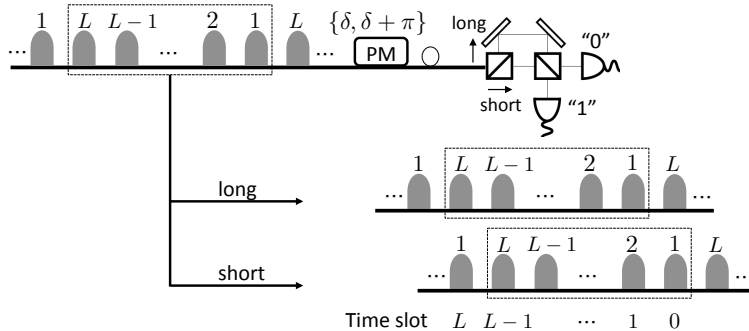 {δ, δ + π} long
1 L L − 1 2 1 L "0"
... ... ... PM
short "1"
1 L L − 1 2 1 L
... ... ...
long
1 L L − 1 2 1 L
... ... ...
short
Time slot L L − 1 ... 1 0